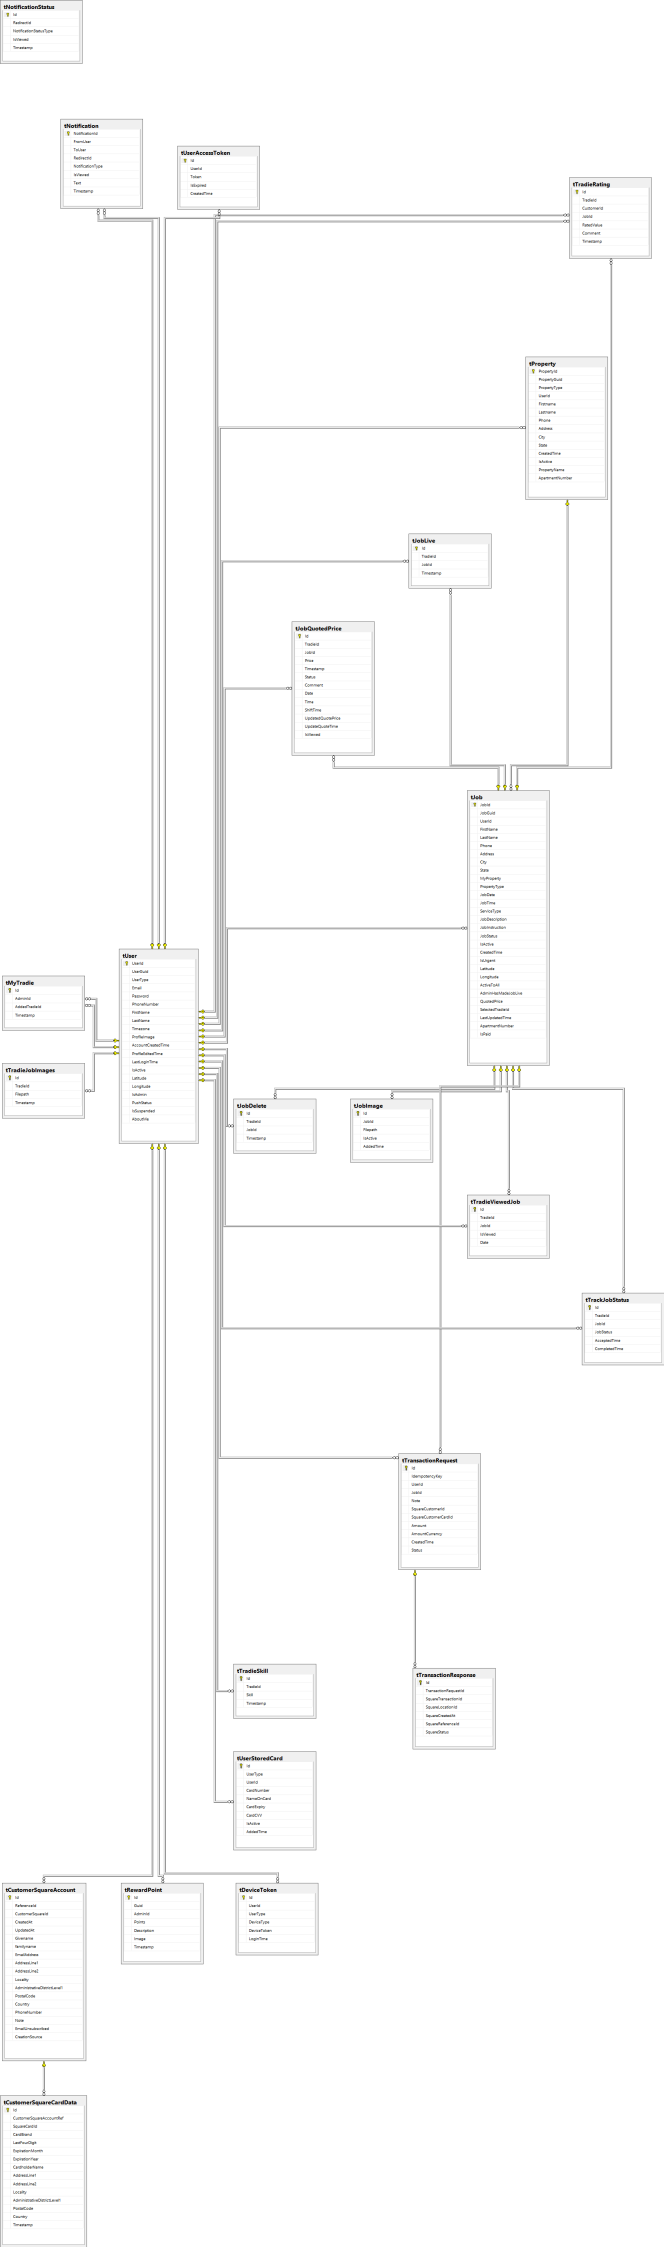 tNotificationStatus
Id
RedirectId
NotificationStatusType
IsViewed
Timestamp
tNotification
NotificationId
FromUser
ToUser
RedirectId
NotificationType
IsViewed
Text
Timestamp
tUserAccessToken
Id
UserId
Token
IsExpired
CreatedTime
tTradieRating
Id
TradieId
CustomerId
JobId
RatedValue
Comment
Timestamp
tProperty
PropertyId
PropertyGuid
PropertyType
UserId
Firstname
Lastname
Phone
Address
City
State
CreatedTime
IsActive
PropertyName
ApartmentNumber
tJobLive
Id
TradieId
JobId
Timestamp
tJobQuotedPrice
Id
TradieId
JobId
Price
Timestamp
Status
Comment
Date
Time
ShiftTime
UpdatedQuotePrice
UpdateQuoteTime
IsViewed
tJob
JobId
JobGuid
UserId
FirstName
LastName
Phone
Address
City
State
MyProperty
PropertyType
JobDate
JobTime
ServiceType
JobDescription
JobInstruction
JobStatus
IsActive
CreatedTime
IsUrgent
Latitude
Longitude
ActiveToAll
AdminHasMadeJobLive
QuotedPrice
SelectedTradieId
LastUpdatedTime
ApartmentNumber
IsPaid
tUser
UserId
UserGuid
UserType
Email
Password
PhoneNumber
FirstName
LastName
Timezone
ProfileImage
AccountCreatedTime
ProfileEditedTime
LastLoginTime
IsActive
Latitude
Longitude
IsAdmin
PushStatus
IsSuspended
AboutMe
tMyTradie
Id
AdminId
AddedTradieId
Timestamp
tTradieJobImages
Id
TradieId
Filepath
Timestamp
tJobDelete
Id
TradieId
JobId
Timestamp
tJobImage
Id
JobId
Filepath
IsActive
AddedTime
tTradieViewedJob
Id
TradieId
JobId
IsViewed
Date
tTrackJobStatus
Id
TradieId
JobId
JobStatus
AcceptedTime
CompletedTime
tTransactionRequest
Id
IdempotencyKey
UserId
JobId
Note
SquareCustomerId
SquareCustomerCardId
Amount
AmountCurrency
CreatedTime
Status
tTradieSkill
Id
TradieId
Skill
Timestamp
tTransactionResponse
Id
TransactionRequestId
SquareTransactionId
SquareLocationId
SquareCreatedAt
SquareReferenceId
SquareStatus
tUserStoredCard
Id
UserType
UserId
CardNumber
NameOnCard
CardExpiry
CardCVV
IsActive
AddedTime
tCustomerSquareAccount
Id
ReferenceId
CustomerSquareId
CreatedAt
UpdatedAt
Givenname
familyname
EmailAddress
AddressLine1
AddressLine2
Locality
AdministrativeDistrictLevel1
PostalCode
Country
PhoneNumber
Note
EmailUnsubscribed
CreationSource
tRewardPoint
Id
Guid
AdminId
Points
Description
Image
Timestamp
tDeviceToken
Id
UserId
UserType
DeviceType
DeviceToken
LoginTime
tCustomerSquareCardData
Id
CustomerSquareAccountRef
SquareCardId
CardBrand
LastFourDigit
ExpirationMonth
ExpirationYear
CardholderName
AddressLine1
AddressLine2
Locality
AdministrativeDistrictLevel1
PostalCode
Country
Timestamp